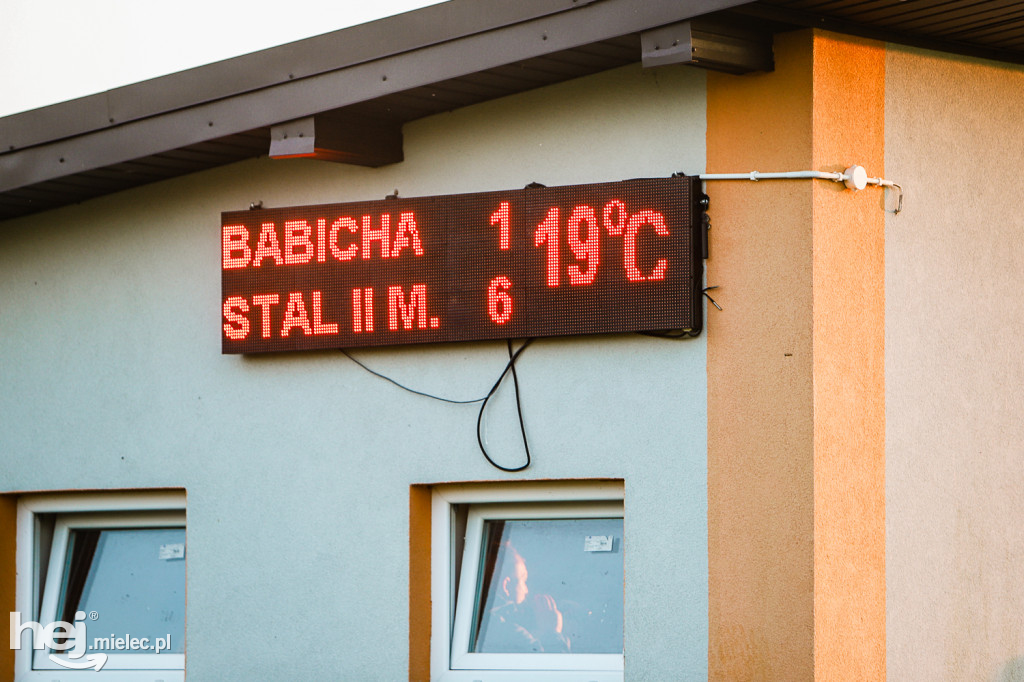 BABICHA 1 19°C
STAL II M. 6
hej®.mielec.pl